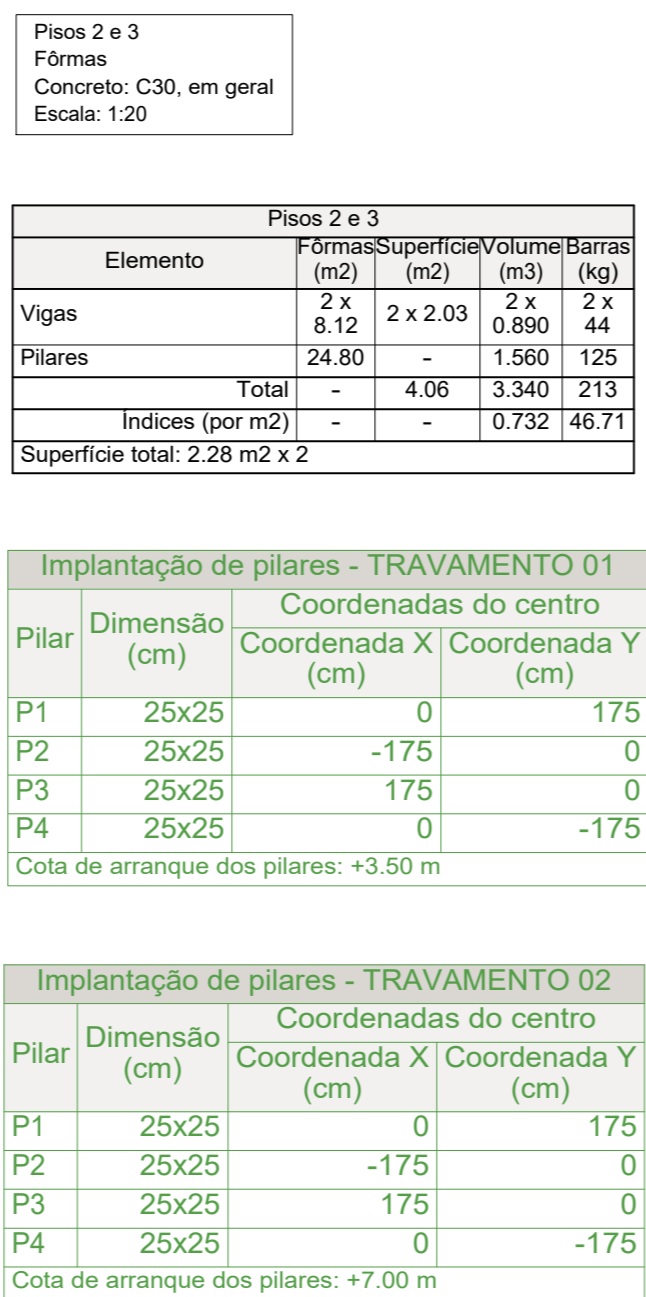 Pisos 2 e 3
Fôrmas
Concreto: C30, em geral
Escala: 1:20
Pisos 2 e 3
Elemento Fôrmas (m2) Superfície (m2) Volume (m3) Barras (kg)
Vigas 2 x 8.12 2 x 2.03 2 x 0.890 2 x 44
Pilares 24.80 - 1.560 125
Total - 4.06 3.340 213
Índices (por m2) - - 0.732 46.71
Superfície total: 2.28 m2 x 2
Implantação de pilares - TRAVAMENTO 01
Pilar Dimensão (cm) Coordenadas do centro
Coordenada X (cm) Coordenada Y (cm)
P1 25x25 0 175
P2 25x25 -175 0
P3 25x25 175 0
P4 25x25 0 -175
Cota de arranque dos pilares: +3.50 m
Implantação de pilares - TRAVAMENTO 02
Pilar Dimensão (cm) Coordenadas do centro
Coordenada X (cm) Coordenada Y (cm)
P1 25x25 0 175
P2 25x25 -175 0
P3 25x25 175 0
P4 25x25 0 -175
Cota de arranque dos pilares: +7.00 m